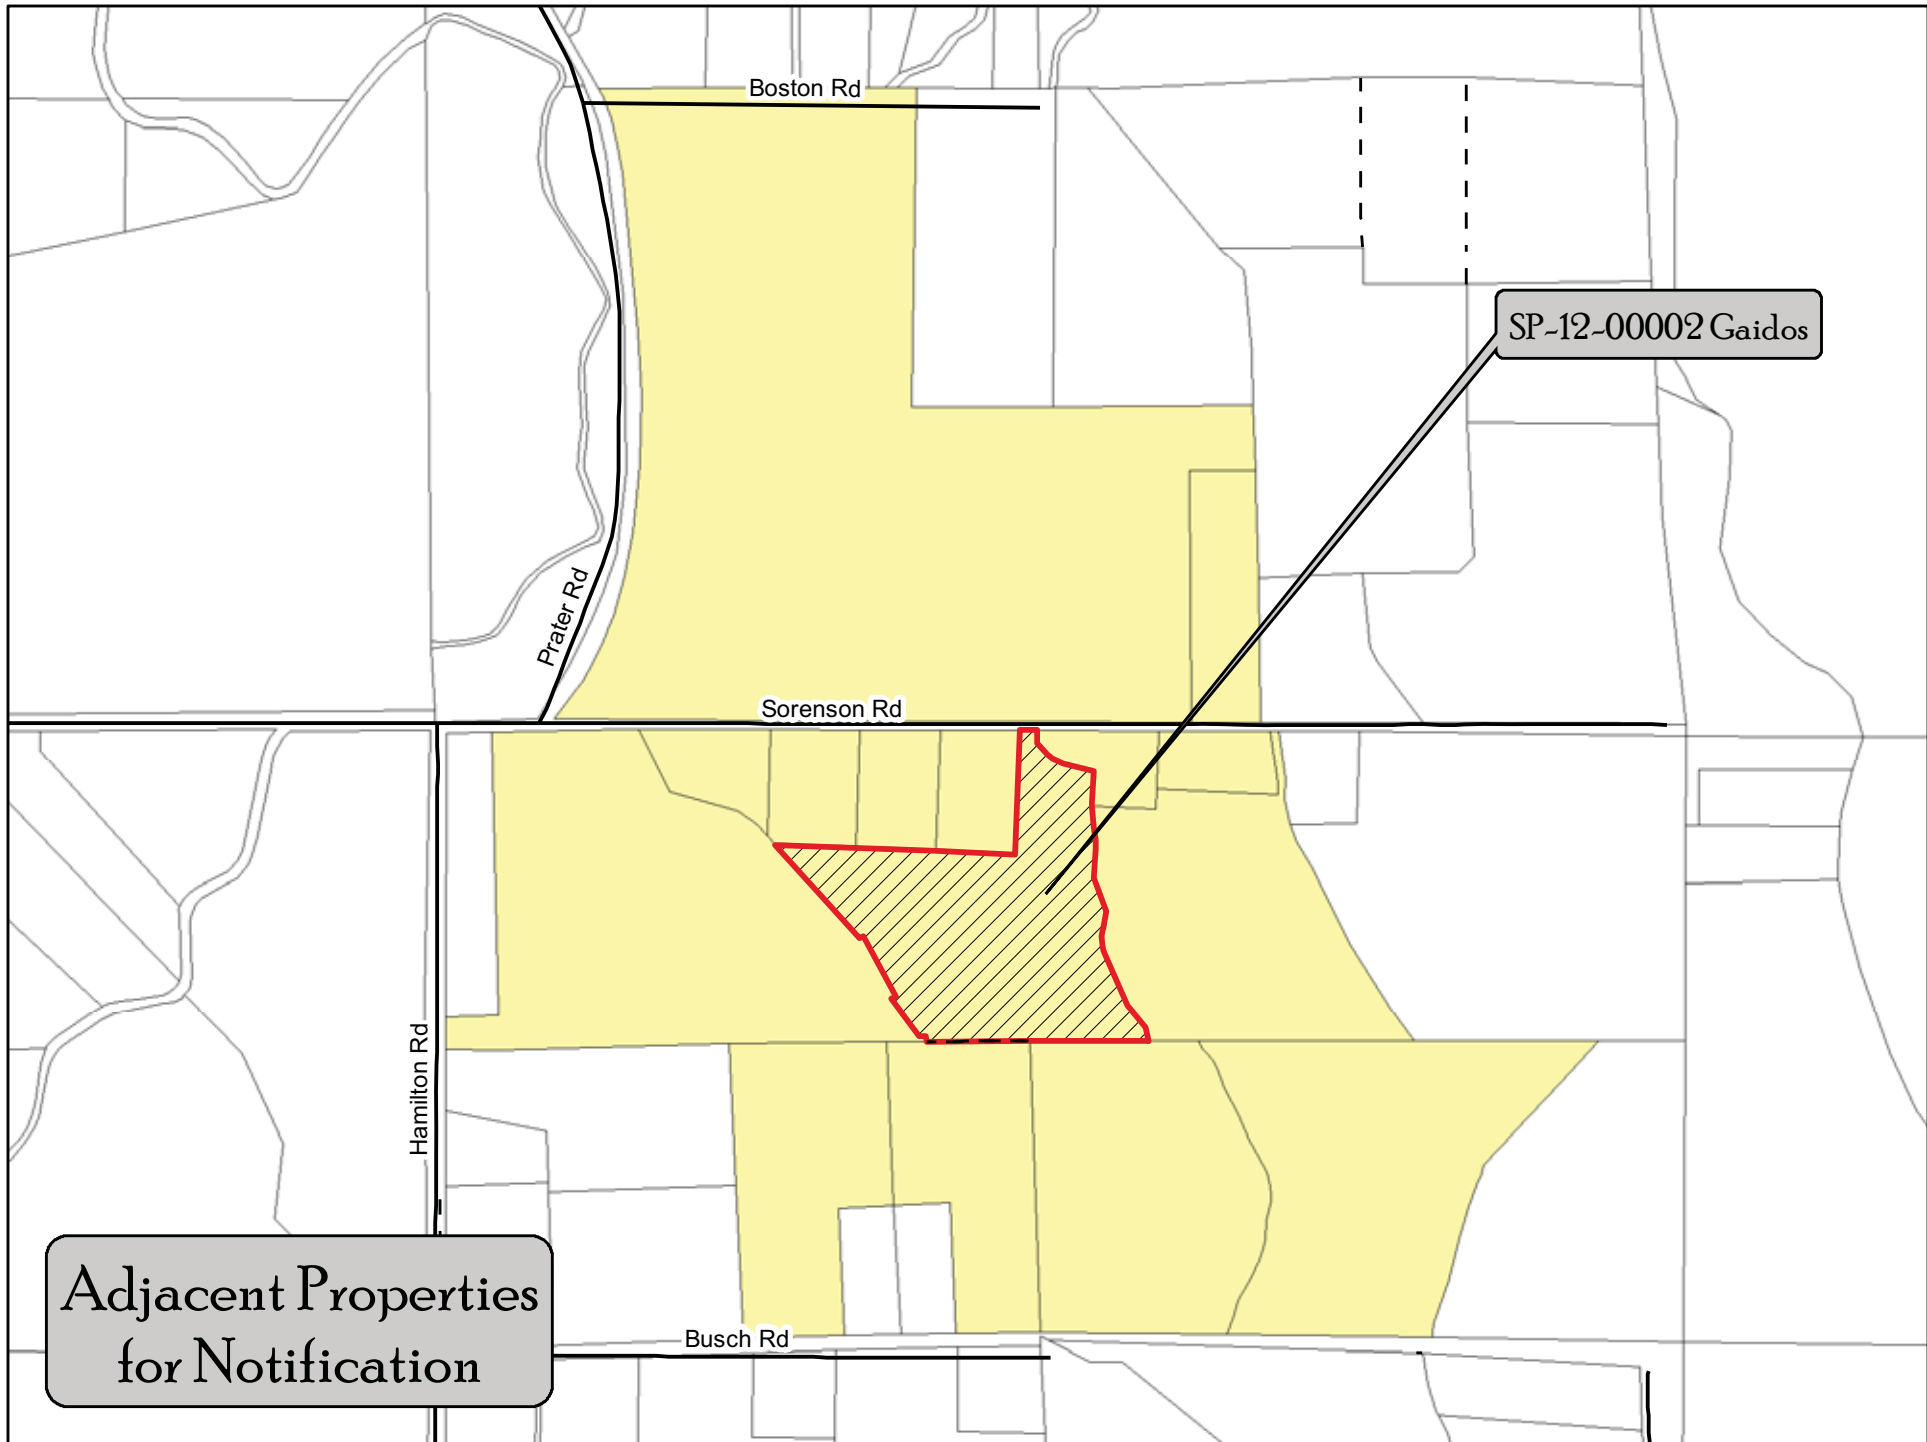 Boston Rd
SP-12-00002 Gaidos
Prater Rd
Sorenson Rd
Hamilton Rd
Adjacent Properties
for Notification
Busch Rd